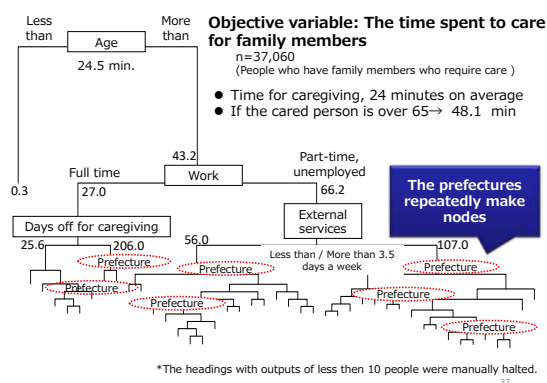 Less
than
More
than
Age
24.5 min.
Objective variable: The time spent to care
for family members
n=37,060
(People who have family members who require care )
● Time for caregiving, 24 minutes on average
● If the cared person is over 65→ 48.1 min
43.2
Full time
Work
Part-time,
unemployed
0.3
27.0
66.2
The prefectures
repeatedly make
nodes
Days off for caregiving
External
services
25.6
206.0
56.0
107.0
Less than / More than 3.5
days a week
Prefecture
Prefecture
Prefecture
Prefecture
Prefecture
Prefecture
Prefecture
*The headings with outputs of less then 10 people were manually halted.
37